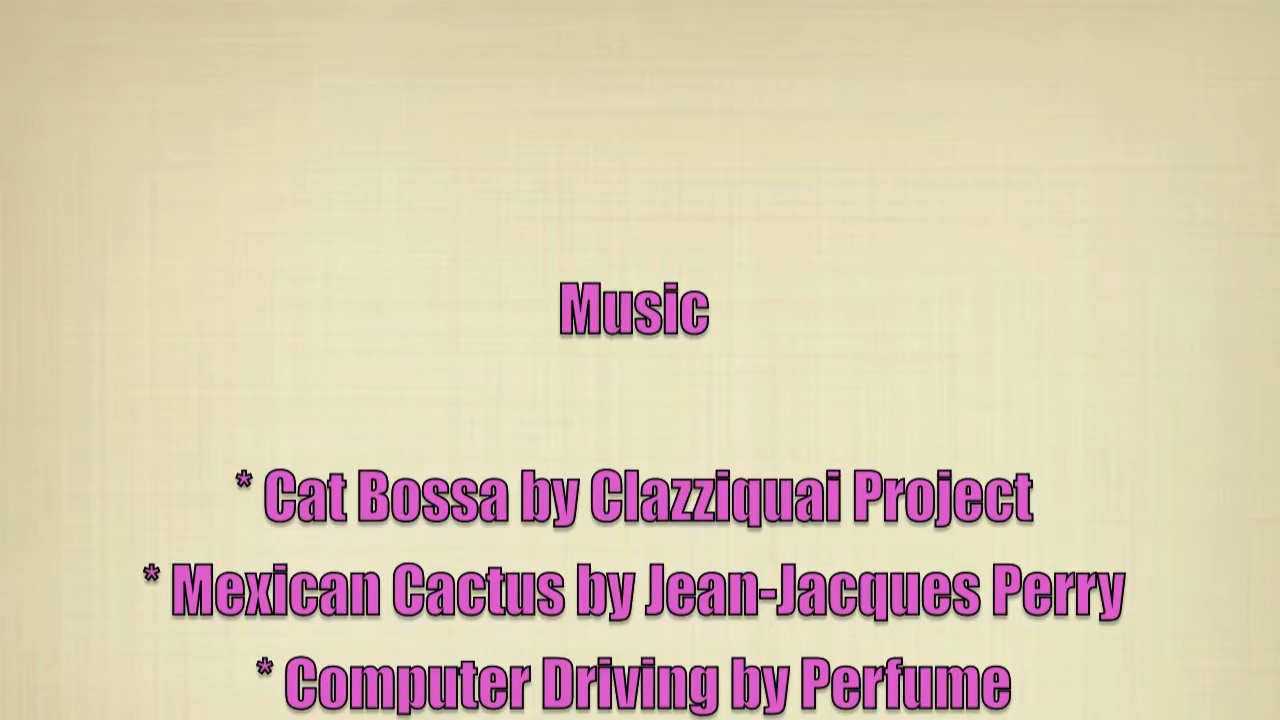 Music
* Cat Bossa by Clazziquai Project
* Mexican Cactus by Jean-Jacques Perry
* Computer Driving by Perfume